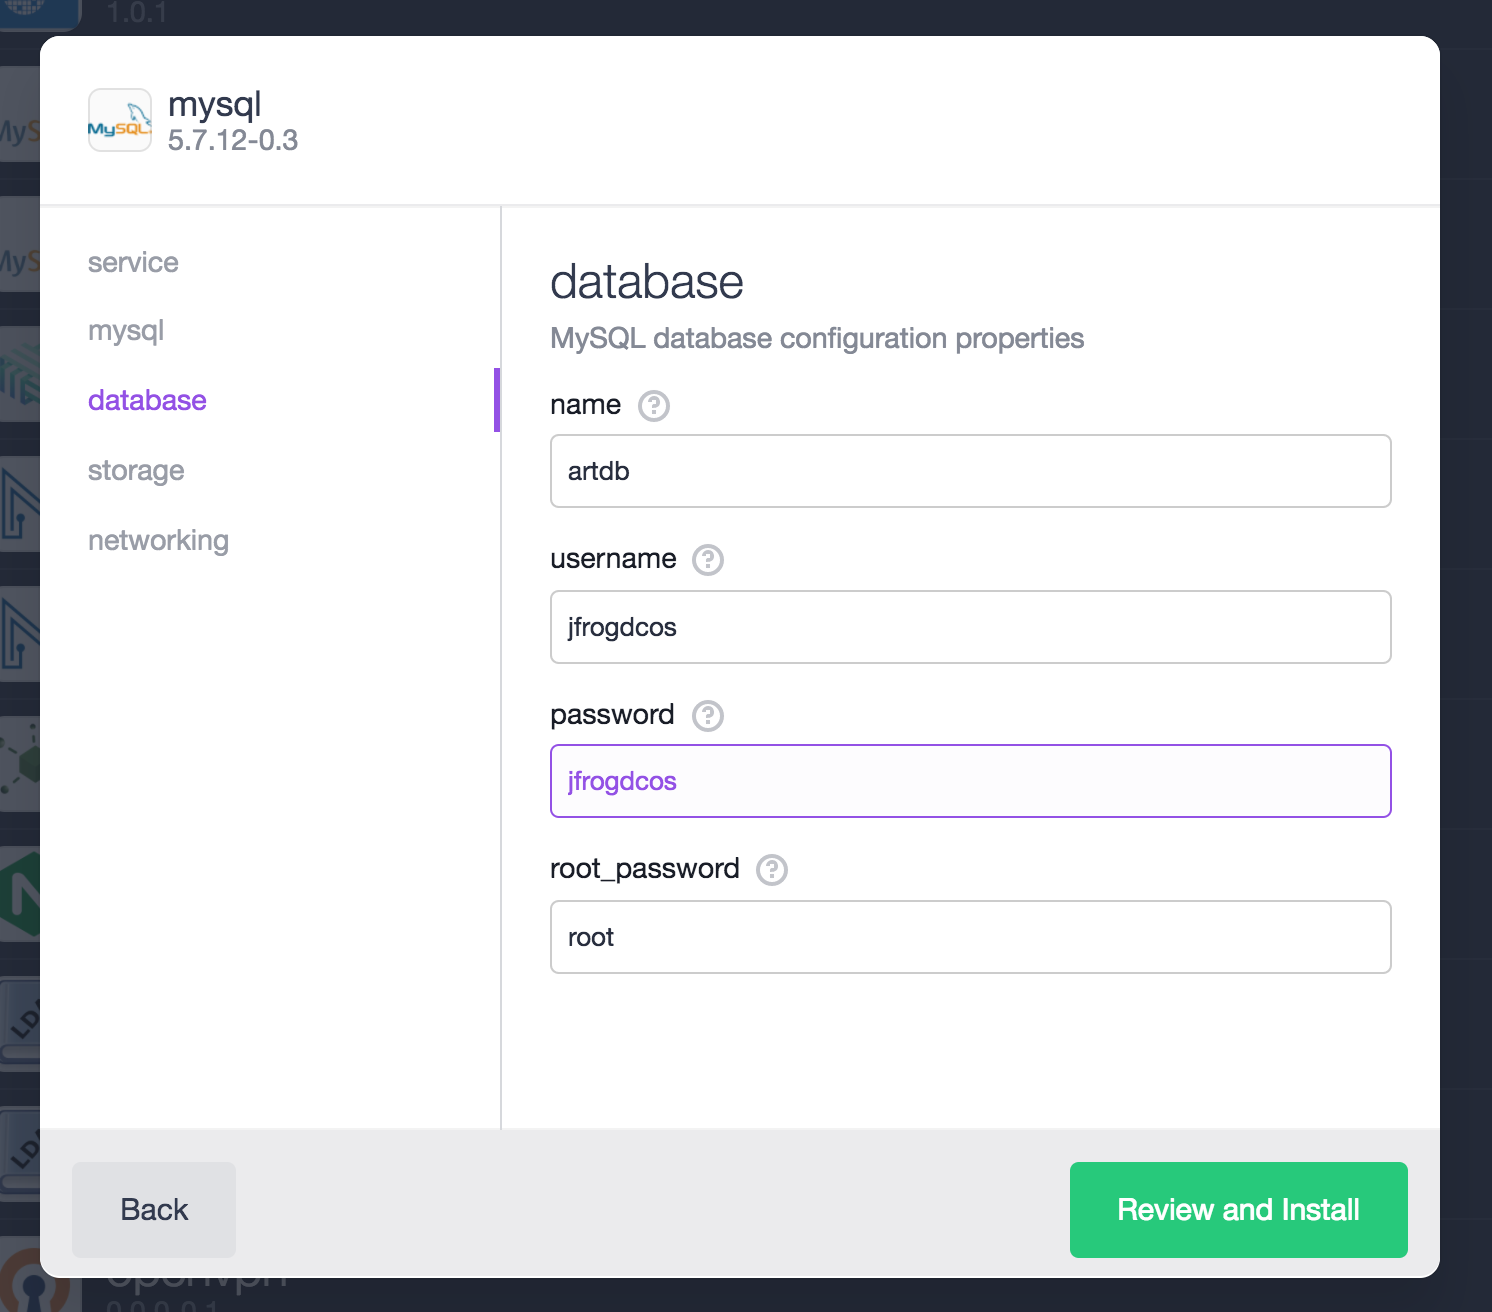 1.0.1
mysql
MySQL
5.7.12-0.3
service
mysql
database
storage
networking
database
MySQL database configuration properties
name ?
artdb
username ?
jfrogdcos
password ?
jfrogdcos
root_password ?
root
Back
Review and Install